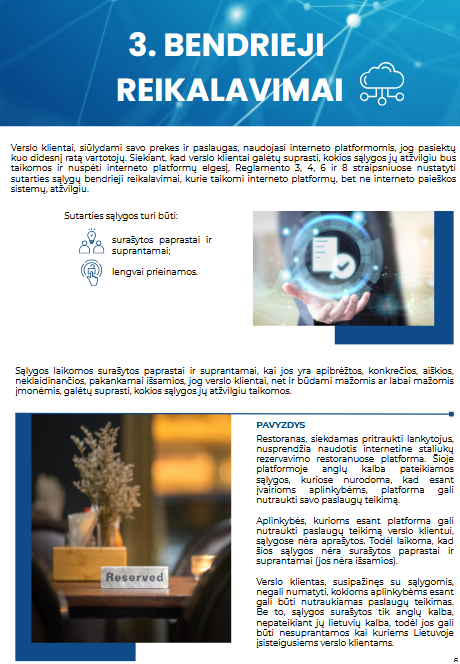 3. BENDRIEJI
REIKALAVIMAI
Verslo klientai, siūlydami savo prekes ir paslaugas, naudojasi interneto platformomis, jog pasiektų
kuo didesnį ratą vartotojų. Siekiant, kad verslo klientai galėtų suprasti, kokios sąlygos jų atžvilgiu bus
taikomos ir nuspėti interneto platformų elgesį, Reglamento 3, 4, 6 ir 8 straipsniuose nustatyti
sutarties sąlygų bendrieji reikalavimai, kurie taikomi interneto platformų, bet ne interneto paieškos
sistemų, atžvilgiu.
Sutarties sąlygos turi būti:
surašytos paprastai ir
suprantamai;
lengvai prieinamos.
Sąlygos laikomos surašytos paprastai ir suprantamai, kai jos yra apibrėžtos, konkrečios, aiškios,
neklaidinančios, pakankamai išsamios, jog verslo klientai, net ir būdami mažomis ar labai mažomis
įmonėmis, galėtų suprasti, kokios sąlygos jų atžvilgiu taikomos.
PAVYZDYS
Restoranas, siekdamas pritraukti lankytojus,
nusprendžia naudotis internetine staliukų
rezervavimo restoranuose platforma. Šioje
platformoje anglų kalba pateikiamos
sąlygos, kuriose nurodoma, kad esant
įvairioms aplinkybėms, platforma gali
nutraukti savo paslaugų teikimą.
Aplinkybės, kurioms esant platforma gali
nutraukti paslaugų teikimą verslo klientui,
sąlygose nėra aprašytos. Todėl laikoma, kad
šios sąlygos nėra surašytos paprastai ir
suprantamai (jos nėra išsamios).
Verslo klientas, susipažinęs su sąlygomis,
negali numatyti, kokioms aplinkybėms esant
gali būti nutraukiamas paslaugų teikimas.
Be to, sąlygos surašytos tik anglų kalba,
nepateikiant jų lietuvių kalba, todėl jos gali
būti nesuprantamos kai kuriems Lietuvoje
įsisteigusiems verslo klientams.
Reserved
6